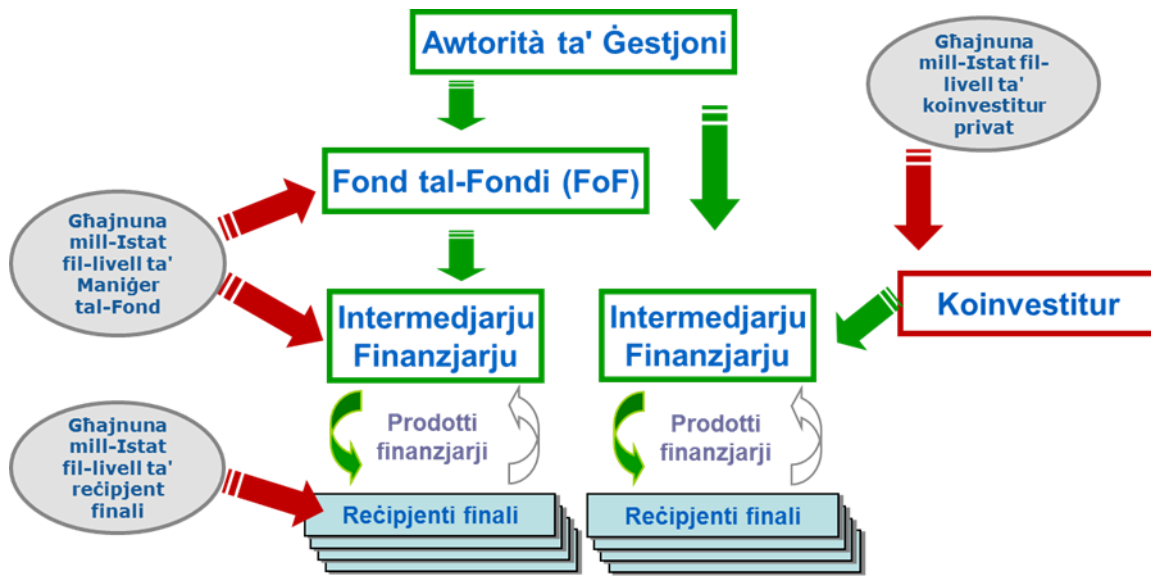 Awtorità ta' Ġestjoni
Għajnuna
mill-Istat fil-
livell ta'
koinvestitur
privat
Fond tal-Fondi (FoF)
Għajnuna
mill-Istat
fil-livell ta'
Maniġer
tal-Fond
Intermedjarju
Finanzjarju
Intermedjarju
Finanzjarju
Koinvestitur
Prodotti
finanzjarji
Prodotti
finanzjarji
Għajnuna
mill-Istat
fil-livell ta'
reċipjent
finali
Reċipjenti finali
Reċipjenti finali